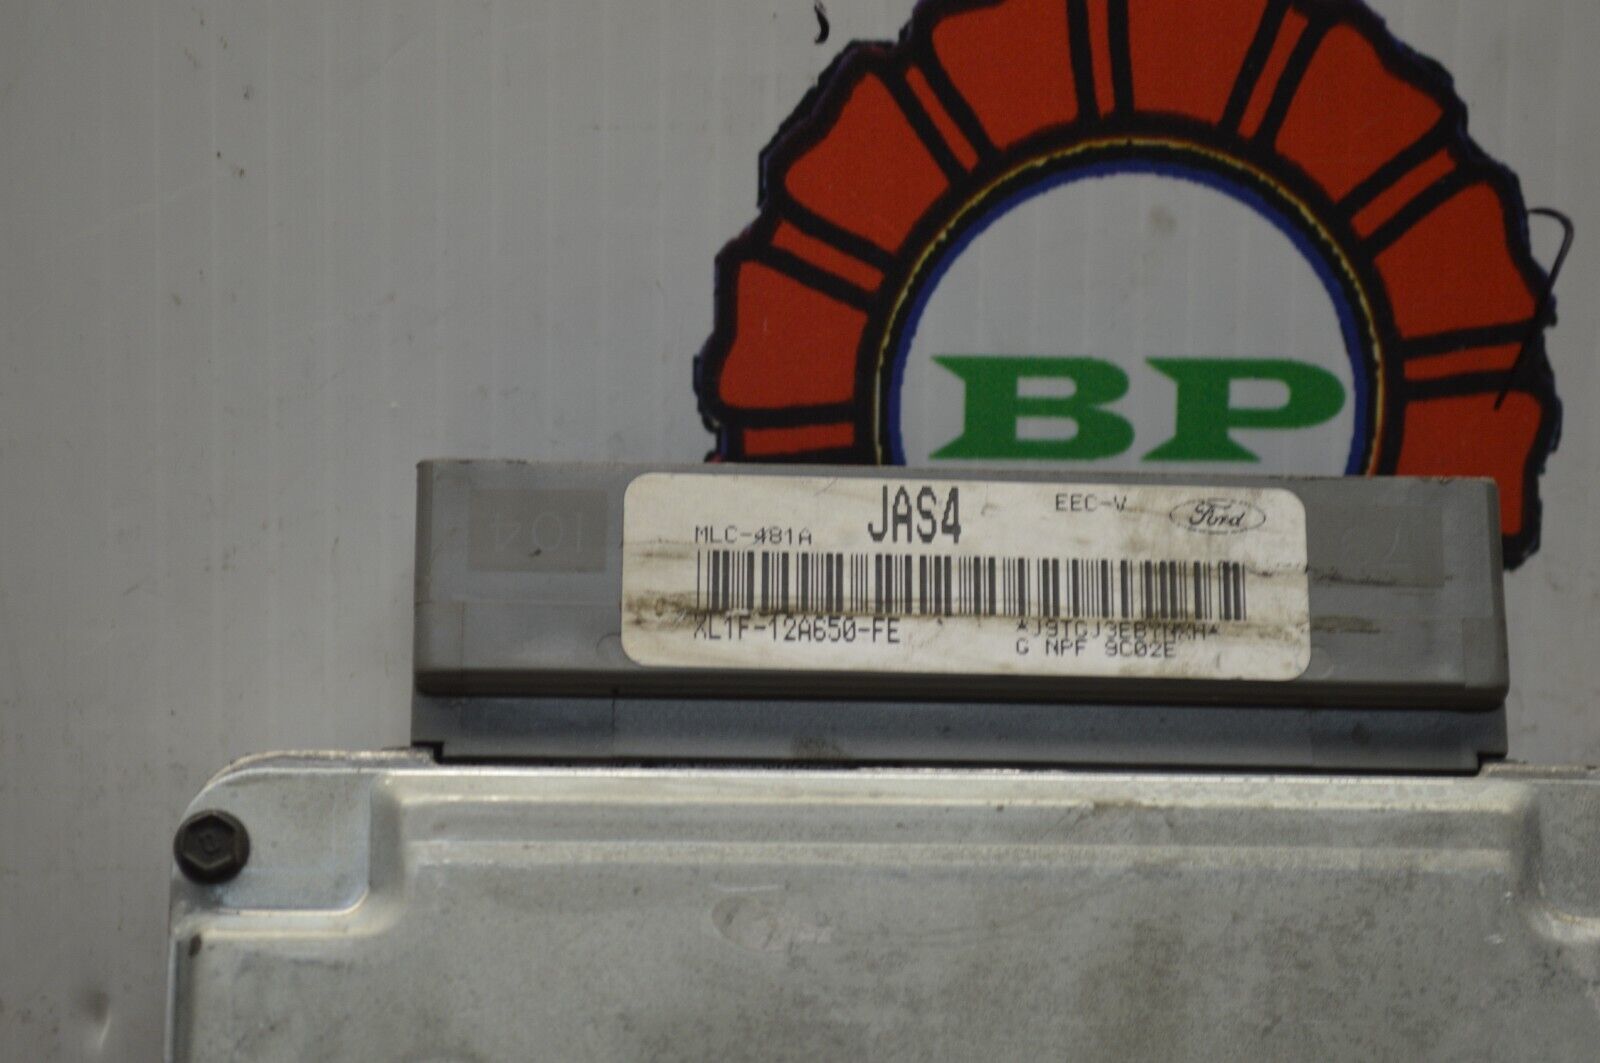 BP
JAS4
EEC-V
Ford
MLC-481A
XL1F-12A650-FE
G NPF 9C02E